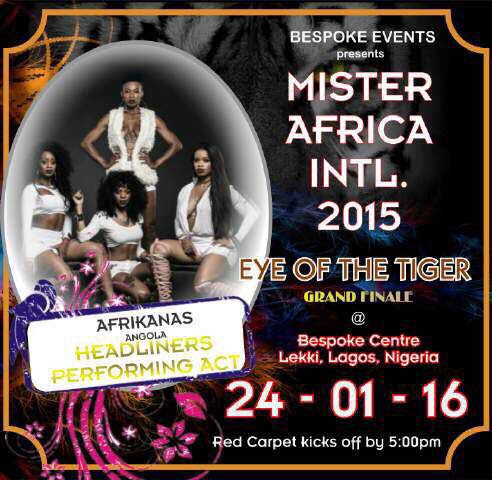 BESPOKE EVENTS
presents
MISTER
AFRICA
INTL.
2015
EYE OF THE TIGER
GRAND FINALE
@
Bespoke Centre
Lekki, Lagos, Nigeria
24 - 01 - 16
Red Carpet kicks off by 5:00pm
AFRIKANAS
ANGOLA
HEADLINERS
PERFORMING ACT